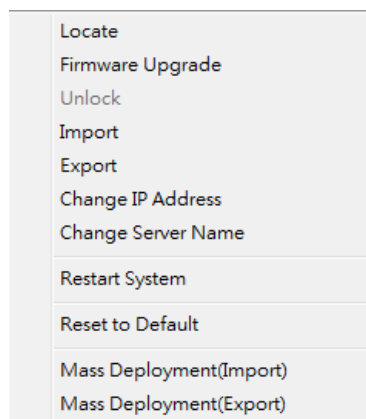 Locate
Firmware Upgrade
Unlock
Import
Export
Change IP Address
Change Server Name
Restart System
Reset to Default
Mass Deployment(Import)
Mass Deployment(Export)